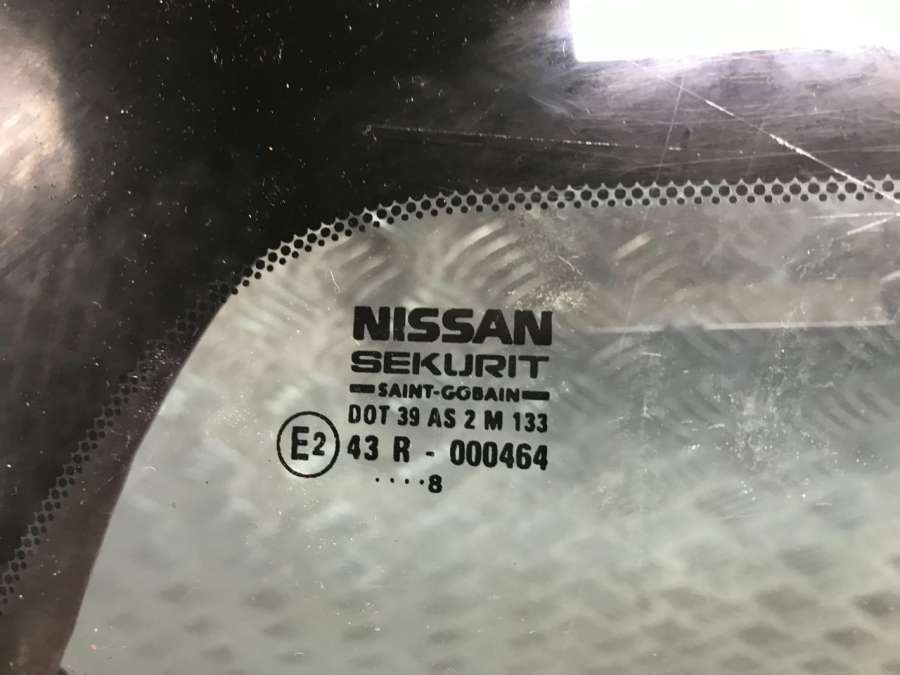 NISSAN
SEKURIT
SAINT-GOBAIN
DOT 39 AS 2 M 133
E2 43 R - 000464
....8